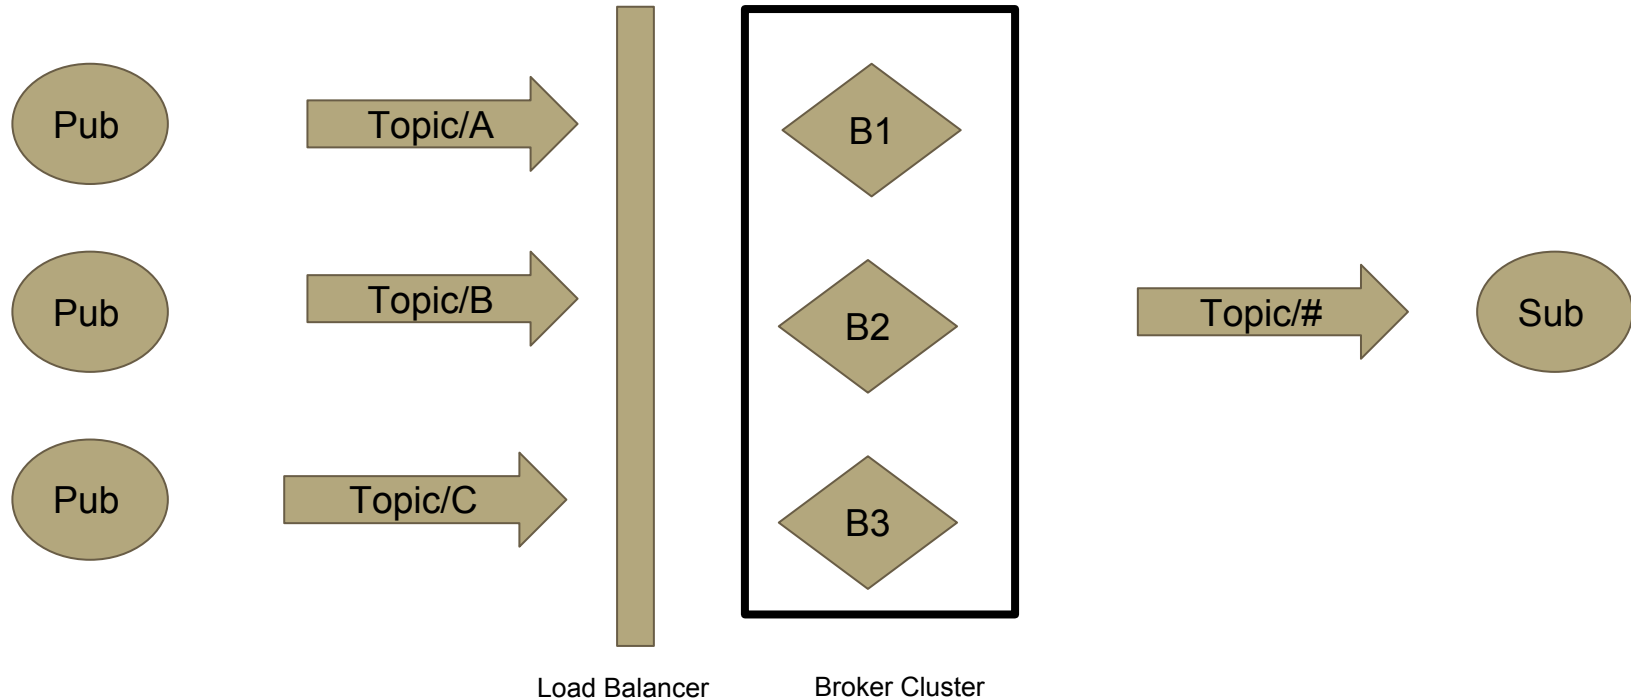 Pub
Topic/A
B1
Pub
Topic/B
B2
Topic/#
Sub
Pub
Topic/C
B3
Load Balancer
Broker Cluster